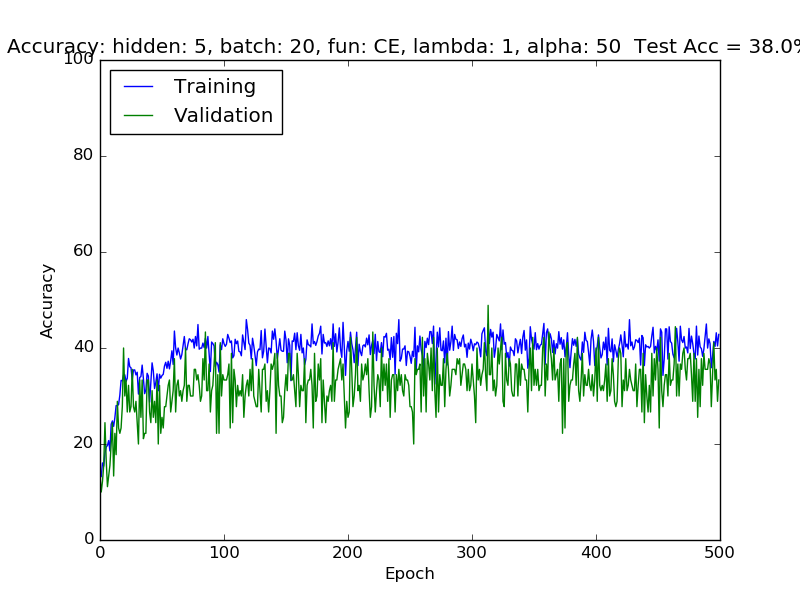 Accuracy: hidden: 5, batch: 20, fun: CE, lambda: 1, alpha: 50  Test Acc = 38.0%
100
80
60
40
20
0
Accuracy
Training
Validation
0 100 200 300 400 500
Epoch